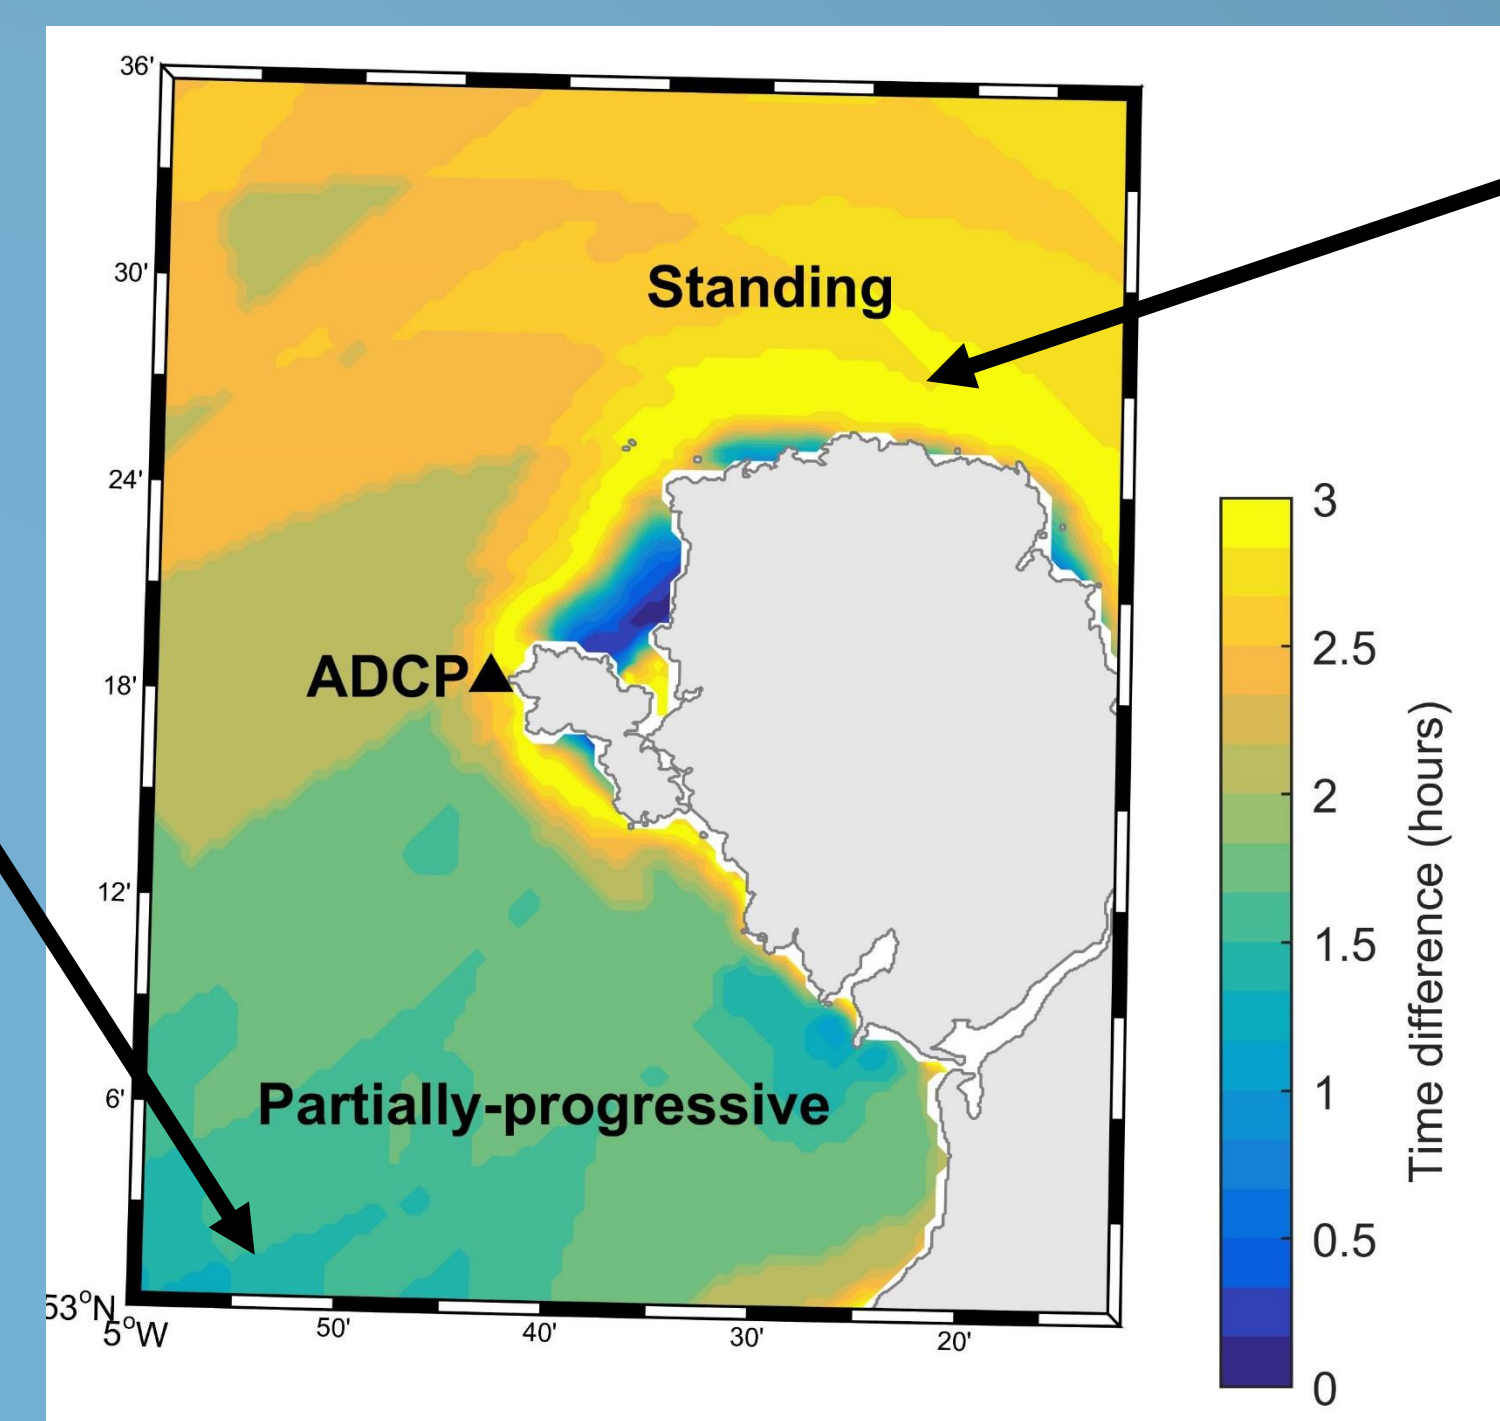 36'
30'
Standing
24'
3
2.5
ADCP
18'
2
12'
1.5
Time difference (hours)
6'
Partially-progressive
1
0.5
53°N
5°W
50'
40'
30'
20'
0